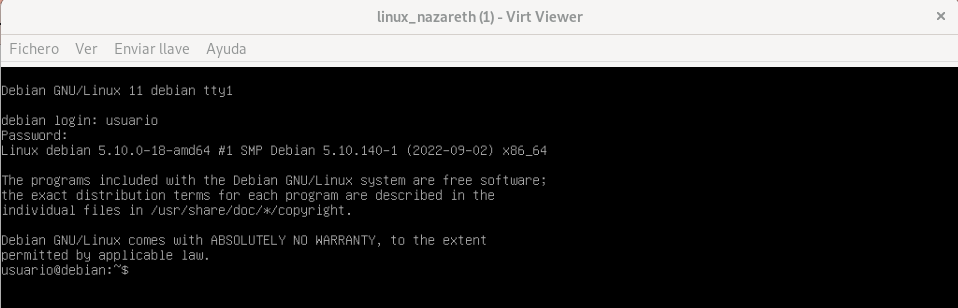 linux_nazareth (1) - Virt Viewer
×
Fichero Ver Enviar llave Ayuda
Debian GNU/Linux 11 debian tty1
debian login: usuario
Password:
Linux debian 5.10.0-18-amd64 #1 SMP Debian 5.10.140-1 (2022-09-02) x86_64
The programs included with the Debian GNU/Linux system are free software;
the exact distribution terms for each program are described in the
individual files in /usr/share/doc/*/copyright.
Debian GNU/Linux comes with ABSOLUTELY NO WARRANTY, to the extent
permitted by applicable law.
usuario@debian:~$